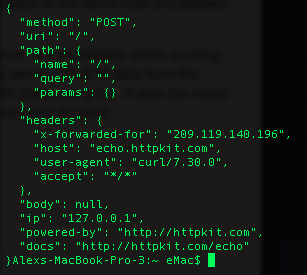 {
  "method": "POST",
  "uri": "/",
  "path": {
    "name": "/",
    "query": "",
    "params": {}
  },
  "headers": {
    "x-forwarded-for": "209.119.140.196",
    "host": "echo.httpkit.com",
    "user-agent": "curl/7.30.0",
    "accept": "*/*"
  },
  "body": null,
  "ip": "127.0.0.1",
  "powered-by": "http://httpkit.com",
  "docs": "http://httpkit.com/echo"
}Alexs-MacBook-Pro-3:~ eMac$